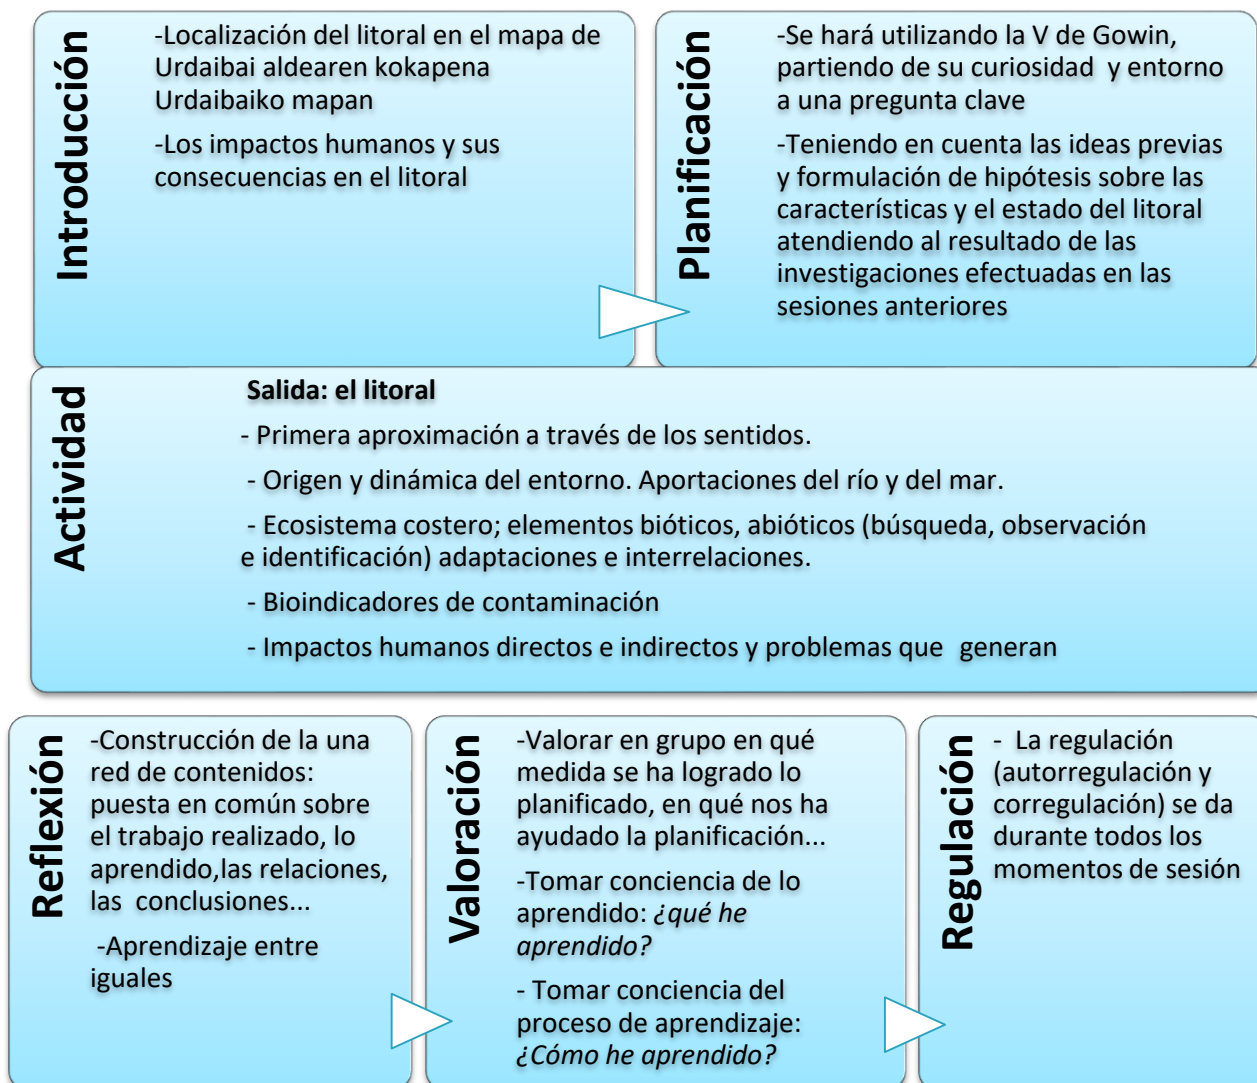 Introducción
-Localización del litoral en el mapa de
Urdaibai aldearen kokapena
Urdaibaiko mapan
-Los impactos humanos y sus
consecuencias en el litoral
Planificación
-Se hará utilizando la V de Gowin,
partiendo de su curiosidad y entorno
a una pregunta clave
-Teniendo en cuenta las ideas previas
y formulación de hipótesis sobre las
características y el estado del litoral
atendiendo al resultado de las
investigaciones efectuadas en las
sesiones anteriores
Actividad
Salida: el litoral
- Primera aproximación a través de los sentidos.
- Origen y dinámica del entorno. Aportaciones del río y del mar.
- Ecosistema costero; elementos bióticos, abióticos (búsqueda, observación
e identificación) adaptaciones e interrelaciones.
- Bioindicadores de contaminación
- Impactos humanos directos e indirectos y problemas que generan
Reflexión
-Construcción de la una
red de contenidos:
puesta en común sobre
el trabajo realizado, lo
aprendido,las relaciones,
las conclusiones...
-Aprendizaje entre
iguales
Valoración
-Valorar en grupo en qué
medida se ha logrado lo
planificado, en qué nos ha
ayudado la planificación...
-Tomar conciencia de lo
aprendido: ¿qué he
aprendido?
- Tomar conciencia del
proceso de aprendizaje:
¿Cómo he aprendido?
Regulación
- La regulación
(autorregulación y
corregulación) se da
durante todos los
momentos de sesión